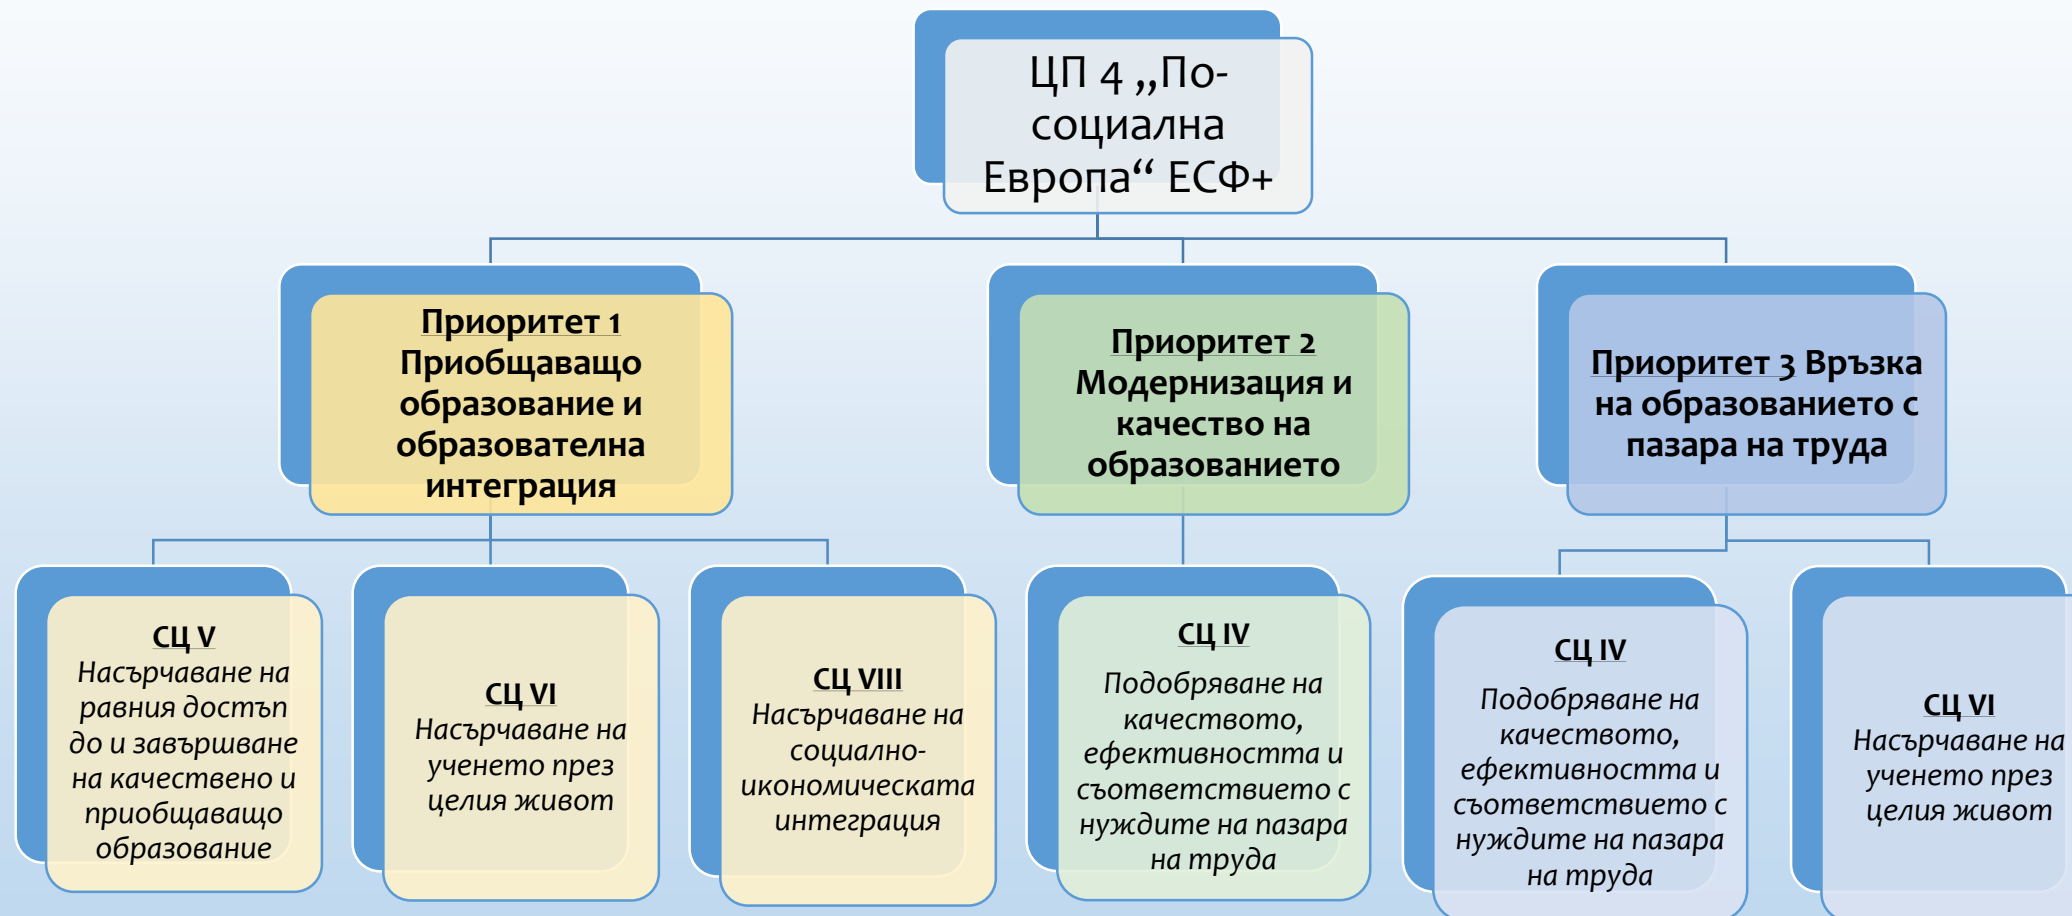 ЦП 4 „По-
социална
Европа“ ЕСФ+
Приоритет 1
Приобщаващо
образование и
образователна
интеграция
Приоритет 2
Модернизация и
качество на
образованието
Приоритет 3 Връзка
на образованието с
пазара на труда
СЦ V
Насърчаване на
равния достъп
до и завършване
на качествено и
приобщаващо
образование
СЦ VI
Насърчаване на
ученето през
целия живот
СЦ VIII
Насърчаване на
социално-
икономическата
интеграция
СЦ IV
Подобряване на
качеството,
ефективността и
съответствието с
нуждите на пазара
на труда
СЦ IV
Подобряване на
качеството,
ефективността и
съответствието с
нуждите на пазара
на труда
СЦ VI
Насърчаване на
ученето през
целия живот